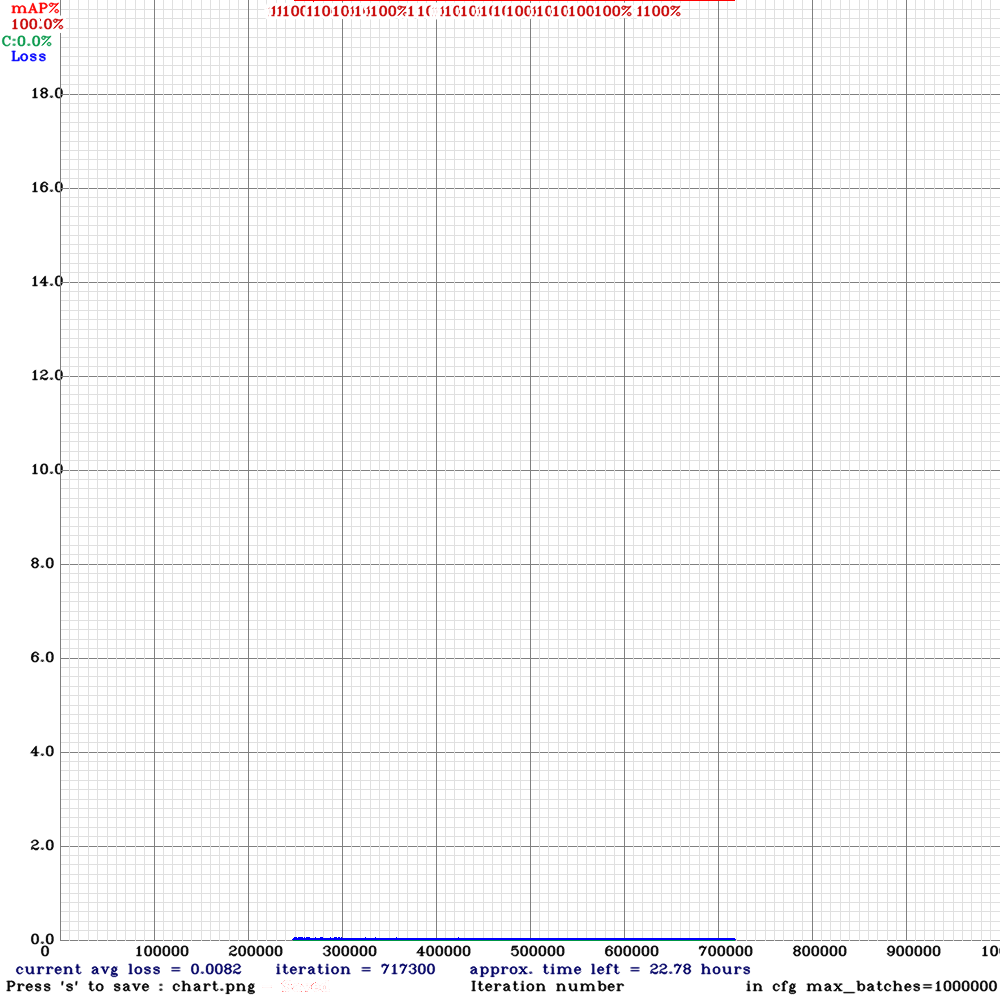 mAP%
100.0%
C:0.0%
Loss
100%
100%
100%
18.0
16.0
14.0
12.0
10.0
8.0
6.0
4.0
2.0
0.0
0 100000 200000 300000 400000 500000 600000 700000 800000 900000
current avg loss = 0.0082 iteration = 717300 approx. time left = 22.78 hours
Press 's' to save : chart.png Iteration number in cfg max_batches=1000000